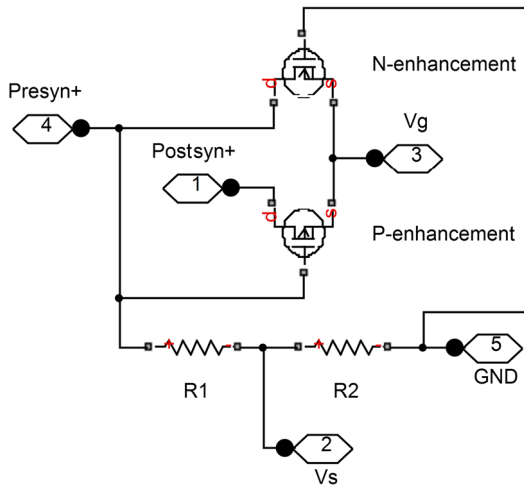 N-enhancement
d
s
Presyn+
4
Vg
3
Postsyn+
1
d
s
P-enhancement
R1
R2
5
GND
2
Vs